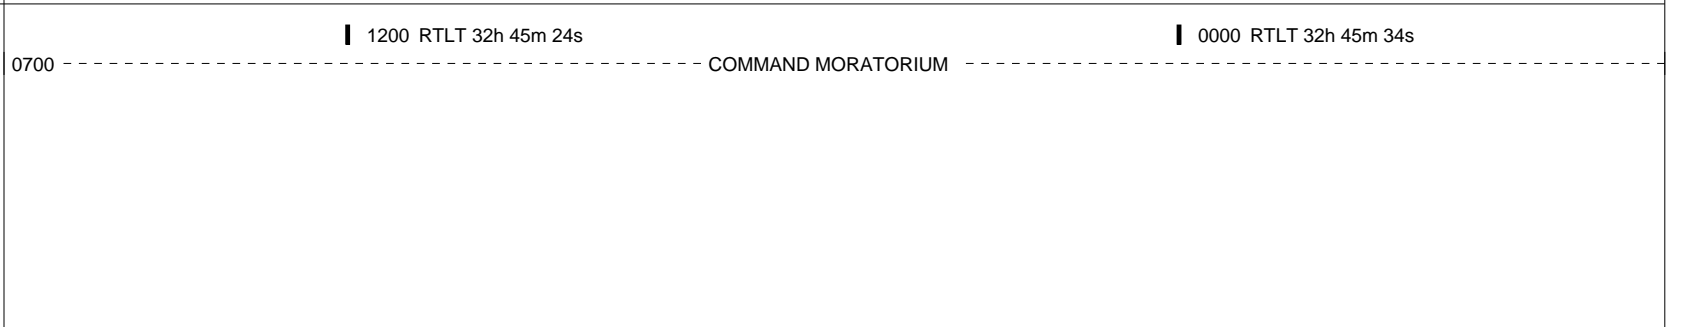 1200 RTLT 32h 45m 24s 0000 RTLT 32h 45m 34s
0700 COMMAND MORATORIUM